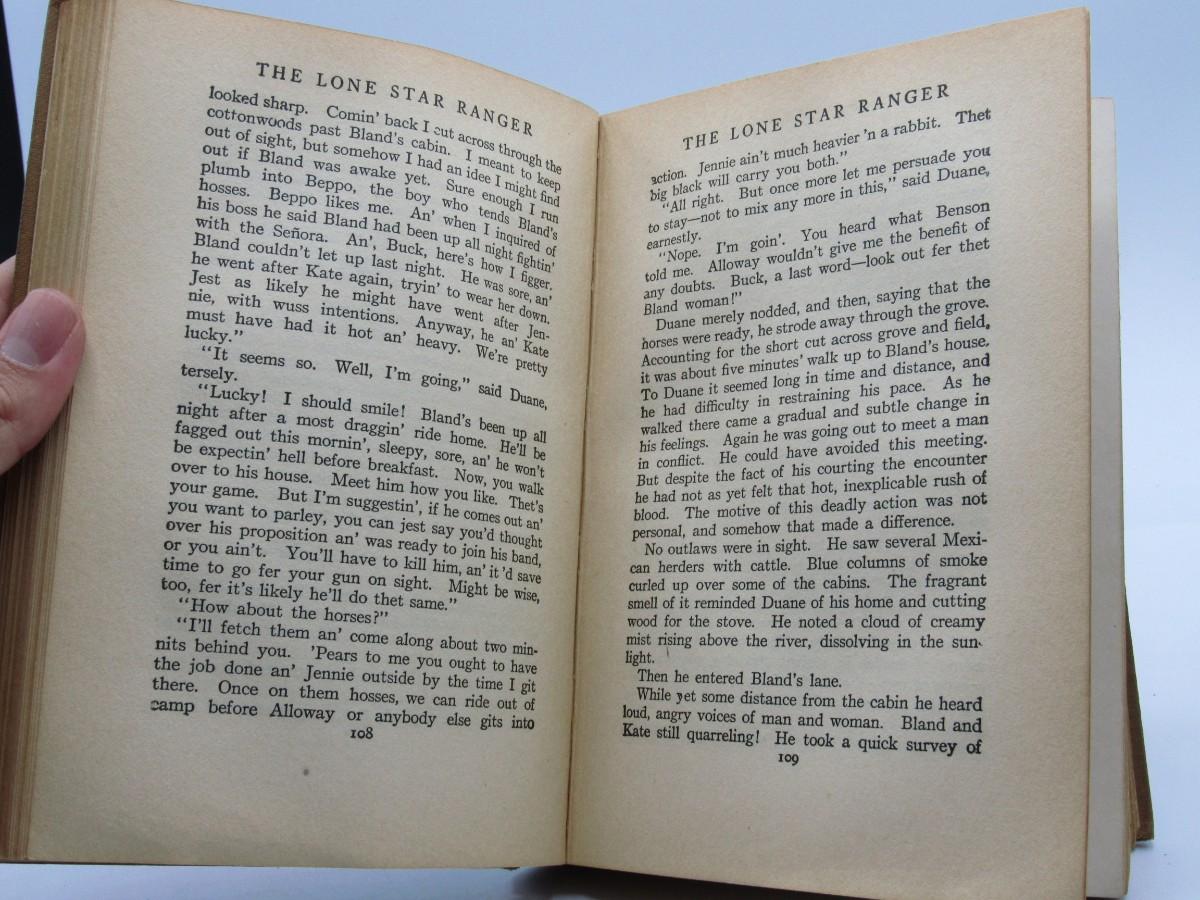 THE LONE STAR RANGER
looked sharp. Comin' back I cut across through the
cottonwoods past Bland's cabin. I meant to keep
out of sight, but somehow I had an idea I might find
out if Bland was awake yet. Sure enough I run
plumb into Beppo, the boy who tends Bland's
hosses. Beppo likes me. An' when I inquired of
his boss he said Bland had been up all night fightin'
with the Señora. An', Buck, here's how I figger.
Bland couldn't let up last night. He was sore, an'
he went after Kate again, tryin' to wear her down.
Jest as likely he might have went after Jen-
nie, with wuss intentions. Anyway, he an' Kate
must have had it hot an' heavy. We're pretty
lucky."
"It seems so. Well, I'm going," said Duane,
tersely.
"Lucky! I should smile! Bland's been up all
night after a most draggin' ride home. He'll be
fagged out this mornin', sleepy, sore, an' he won't
be expectin' hell before breakfast. Now, you walk
over to his house. Meet him how you like. Thet's
your game. But I'm suggestin', if he comes out an'
you want to parley, you can jest say you'd thought
over his proposition an' was ready to join his band,
or you ain't. You'll have to kill him, an' it 'd save
time to go fer your gun on sight. Might be wise,
too, fer it's likely he'll do thet same."
"How about the horses?"
"I'll fetch them an' come along about two min-
nits behind you. 'Pears to me you ought to have
the job done an' Jennie outside by the time I git
there. Once on them hosses, we can ride out of
camp before Alloway or anybody else gits into
108
THE LONE STAR RANGER
action. Jennie ain't much heavier 'n a rabbit. Thet
big black will carry you both."
"All right. But once more let me persuade you
to stay—not to mix any more in this," said Duane,
earnestly.
"Nope. I'm goin'. You heard what Benson
told me. Alloway wouldn't give me the benefit of
any doubts. Buck, a last word—look out fer thet
Bland woman!"
Duane merely nodded, and then, saying that the
horses were ready, he strode away through the grove.
Accounting for the short cut across grove and field,
it was about five minutes' walk up to Bland's house.
To Duane it seemed long in time and distance, and
he had difficulty in restraining his pace. As he
walked there came a gradual and subtle change in
his feelings. Again he was going out to meet a man
in conflict. He could have avoided this meeting.
But despite the fact of his courting the encounter
he had not as yet felt that hot, inexplicable rush of
blood. The motive of this deadly action was not
personal, and somehow that made a difference.
No outlaws were in sight. He saw several Mexi-
can herders with cattle. Blue columns of smoke
curled up over some of the cabins. The fragrant
smell of it reminded Duane of his home and cutting
wood for the stove. He noted a cloud of creamy
mist rising above the river, dissolving in the sun-
light.
Then he entered Bland's lane.
While yet some distance from the cabin he heard
loud, angry voices of man and woman. Bland and
Kate still quarreling! He took a quick survey of
109